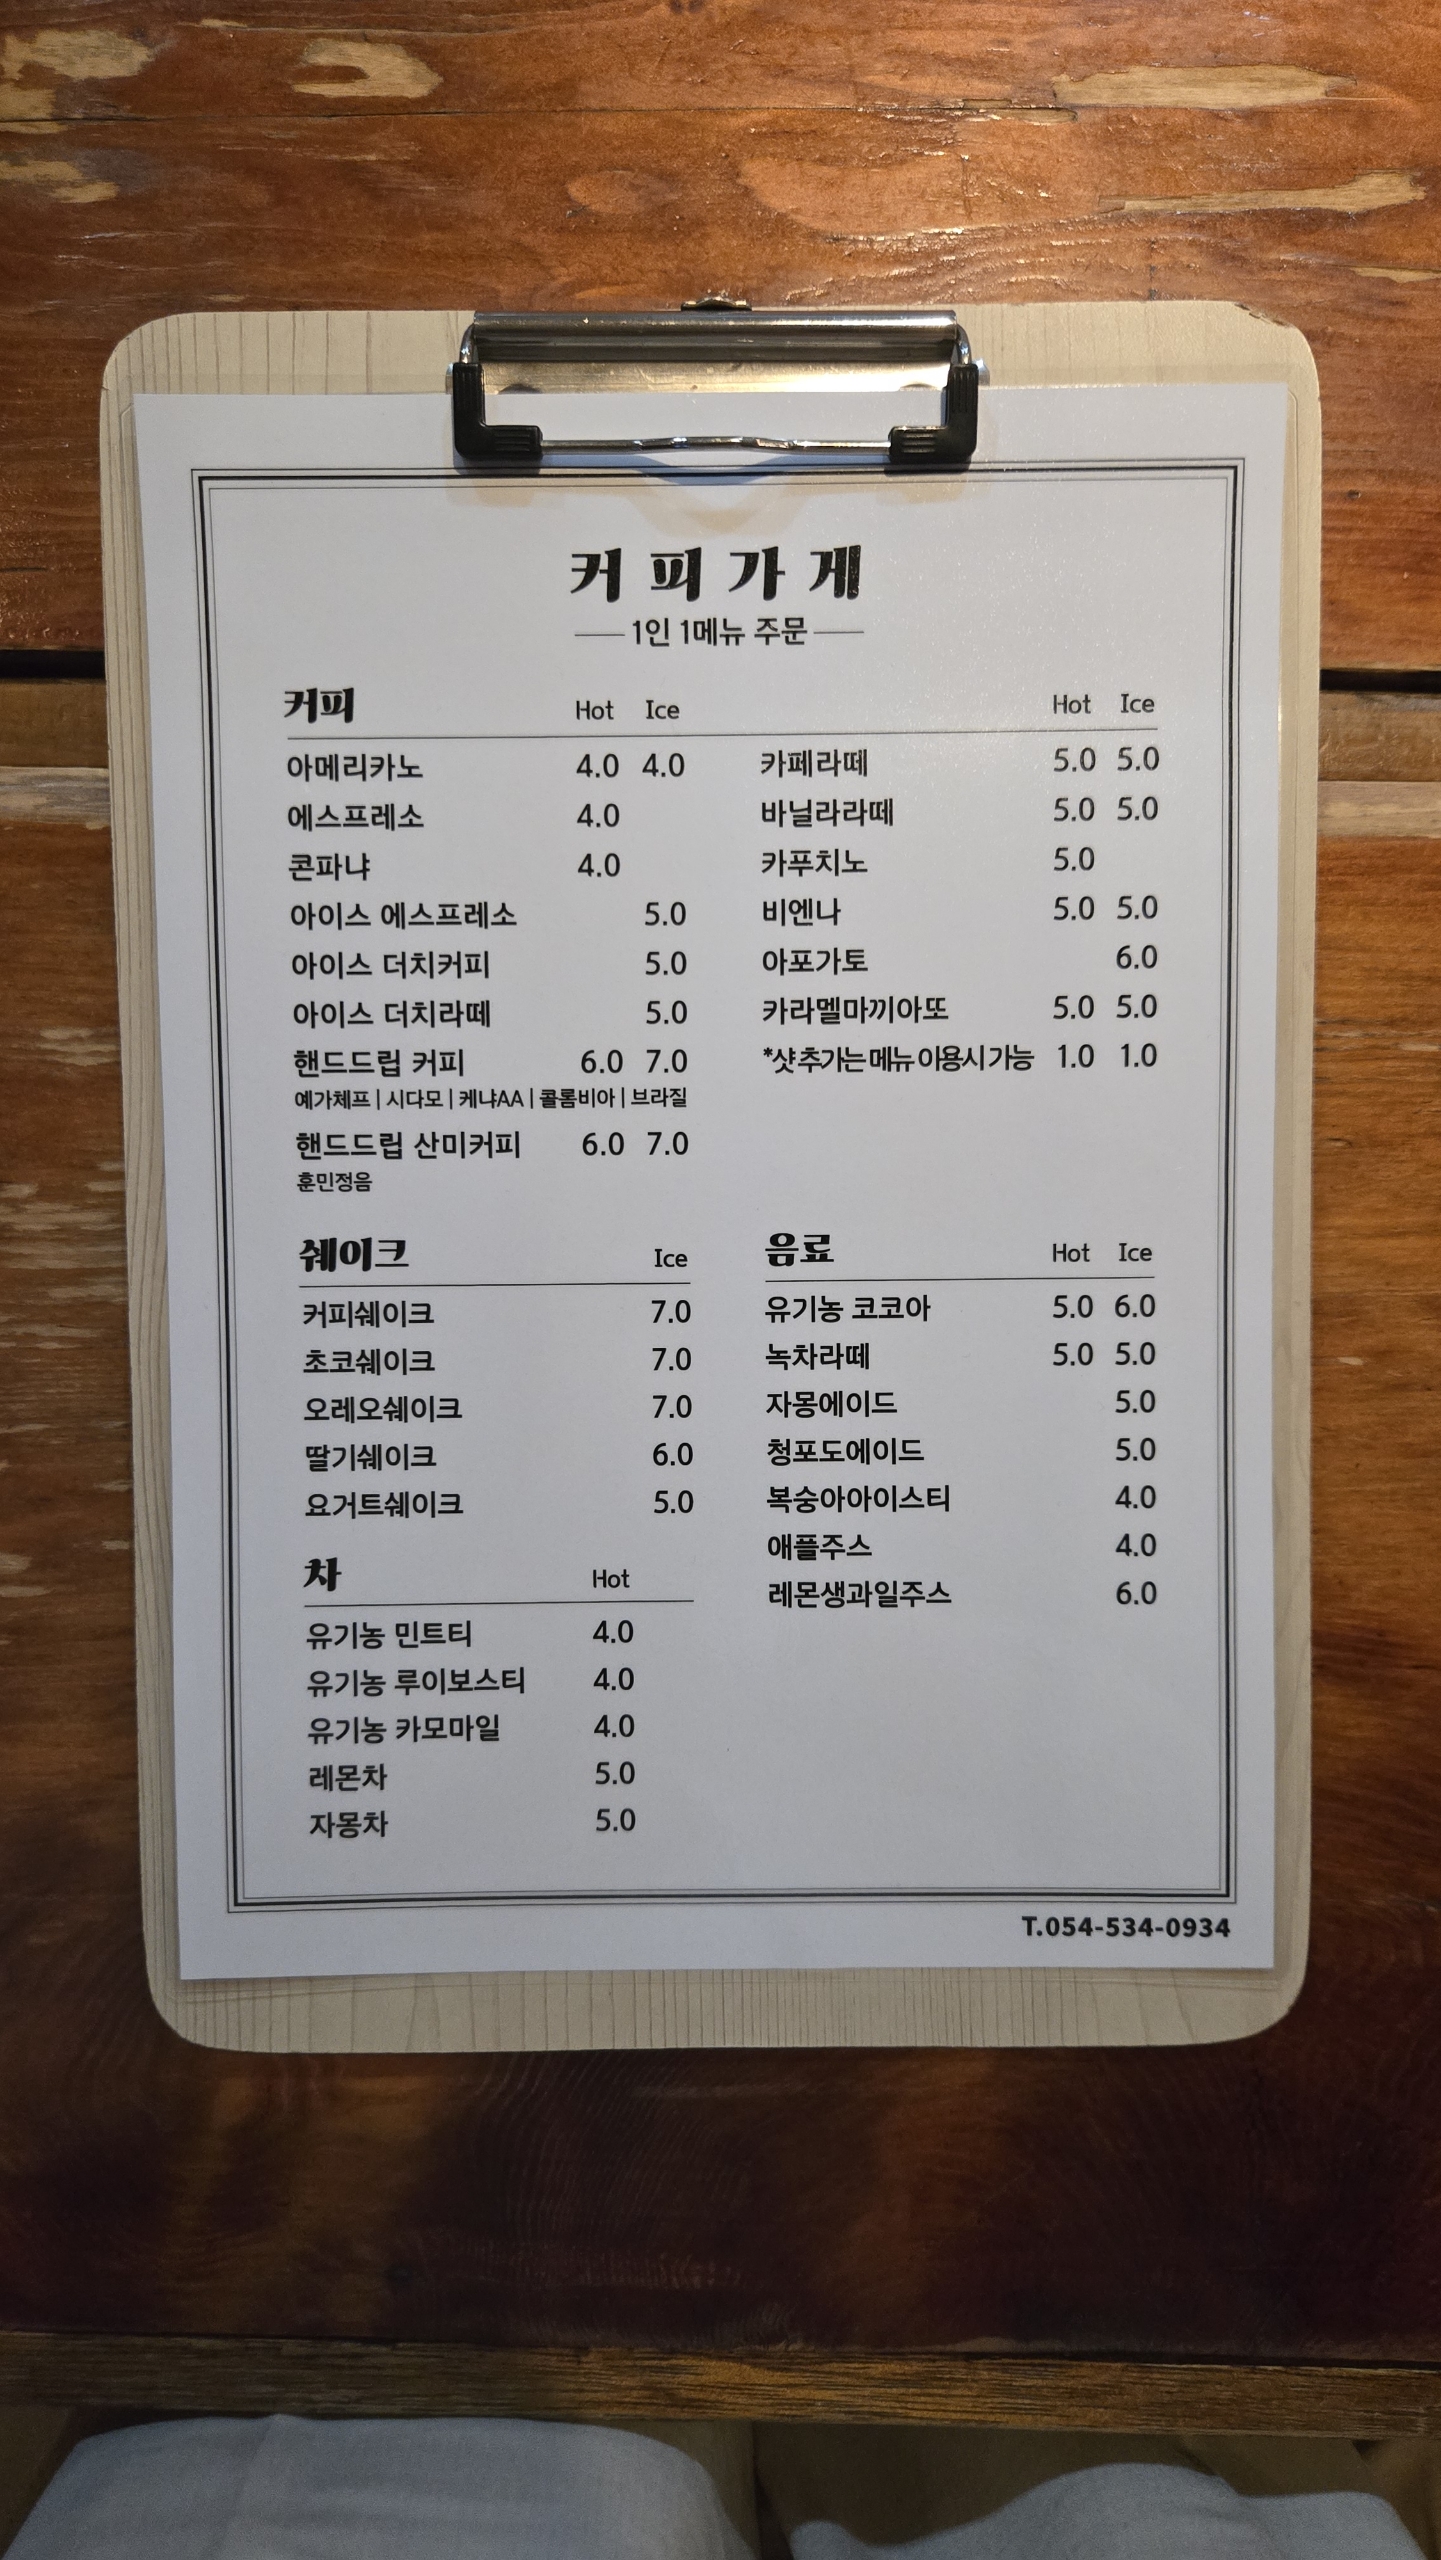 커피가게
1인 1메뉴 주문
커피 Hot Ice
아메리카노 4.0 4.0
에스프레소 4.0
콘파냐 4.0
아이스 에스프레소 5.0
아이스 더치커피 5.0
아이스 더치라떼 5.0
핸드드립 커피 6.0 7.0
예가체프 | 시다모 | 케냐AA | 콜롬비아 | 브라질
핸드드립 산미커피 6.0 7.0
훈민정음
Hot Ice
카페라떼 5.0 5.0
바닐라라떼 5.0 5.0
카푸치노 5.0
비엔나 5.0 5.0
아포가토 6.0
카라멜마끼아또 5.0 5.0
*샷 추가는 메뉴 이용시 가능 1.0 1.0
쉐이크 Ice
커피쉐이크 7.0
초코쉐이크 7.0
오레오쉐이크 7.0
딸기쉐이크 6.0
요거트쉐이크 5.0
차 Hot
유기농 민트티 4.0
유기농 루이보스티 4.0
유기농 카모마일 4.0
레몬차 5.0
자몽차 5.0
음료 Hot Ice
유기농 코코아 5.0 6.0
녹차라떼 5.0 5.0
자몽에이드 5.0
청포도에이드 5.0
복숭아아이스티 4.0
애플주스 4.0
레몬생과일주스 6.0
T.054-534-0934